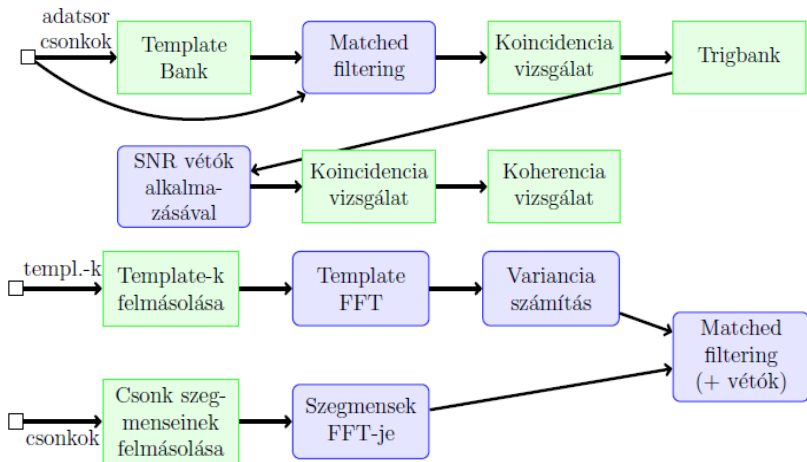 adatsor
csonkok
Template
Bank
Matched
filtering
Koincidencia
vizsgálat
Trigbank
SNR vétók
alkalma-
zásával
Koincidencia
vizsgálat
Koherencia
vizsgálat
templ.-k
Template-k
felmásolása
Template
FFT
Variancia
számítás
Matched
filtering
(+ vétók)
csonkok
Csonk szeg-
menseinek
felmásolása
Szegmensek
FFT-je